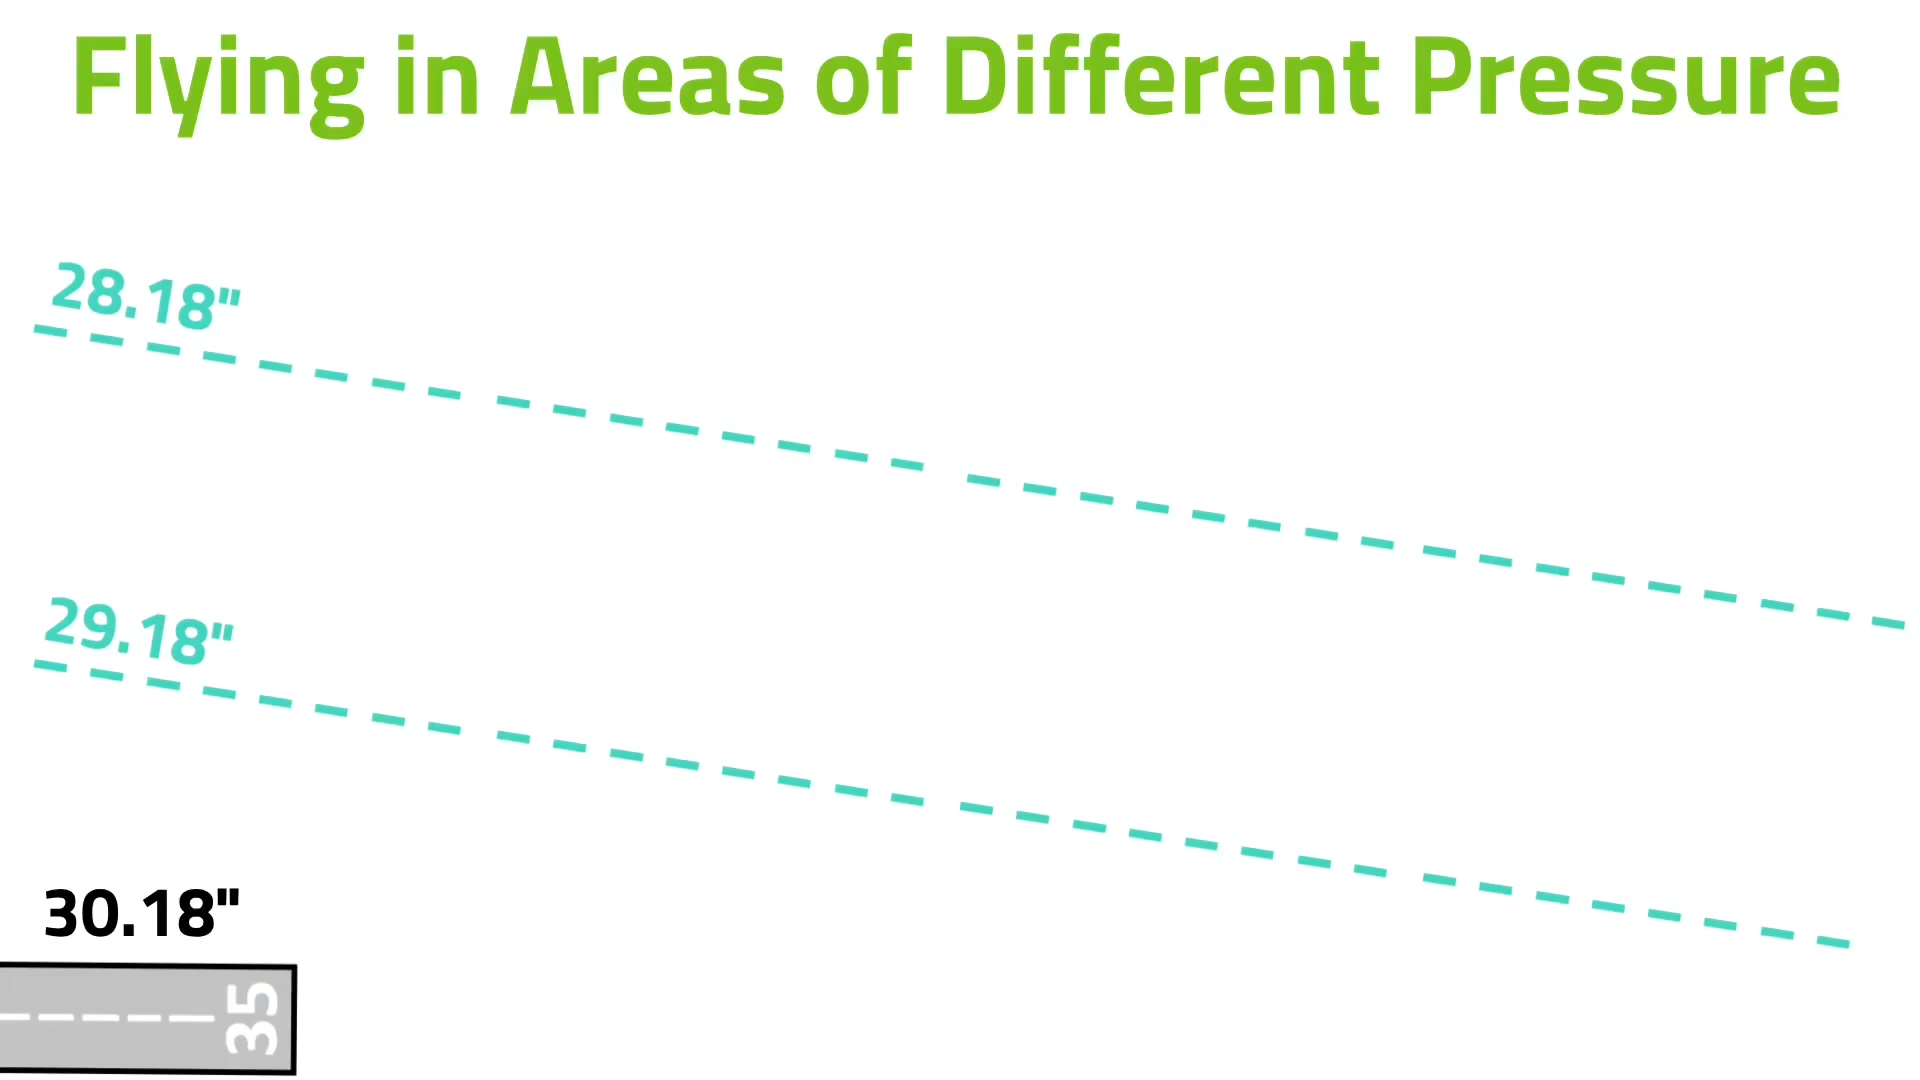 Flying in Areas of Different Pressure
28.18"
29.18"
30.18"
35